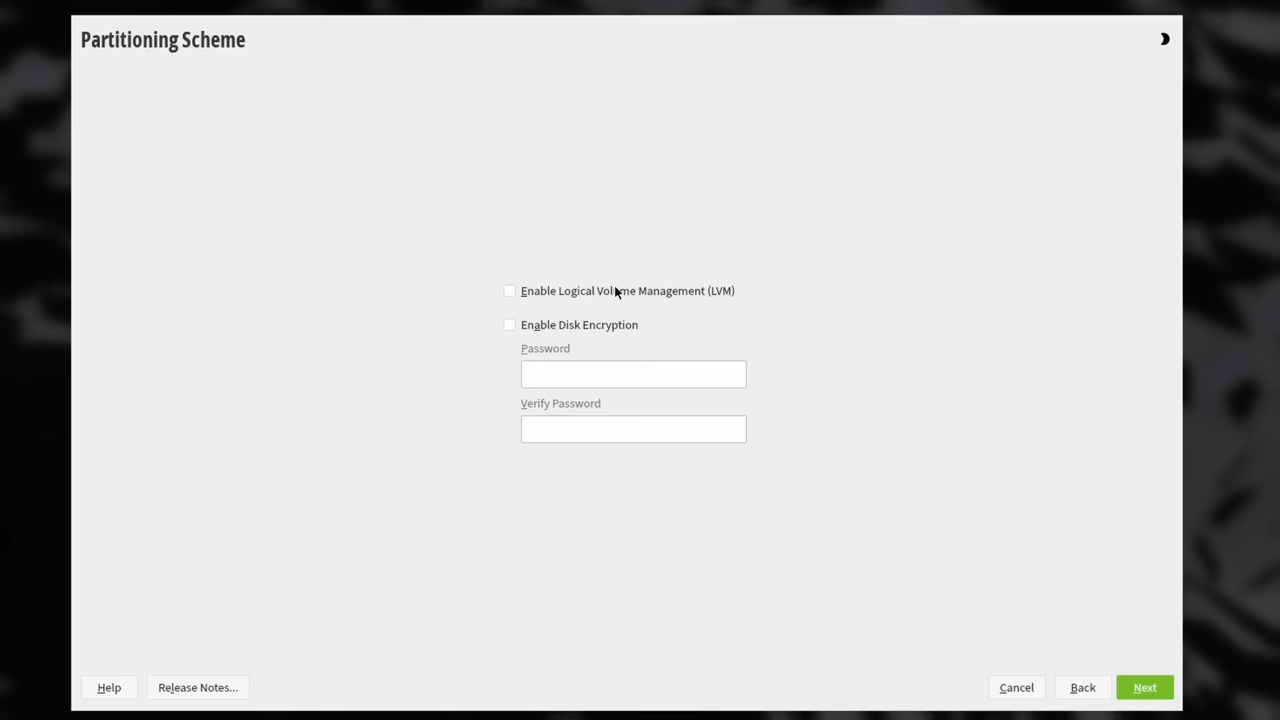 Partitioning Scheme
Enable Logical Volume Management (LVM)
Enable Disk Encryption
Password
Verify Password
Help Release Notes... Cancel Back Next